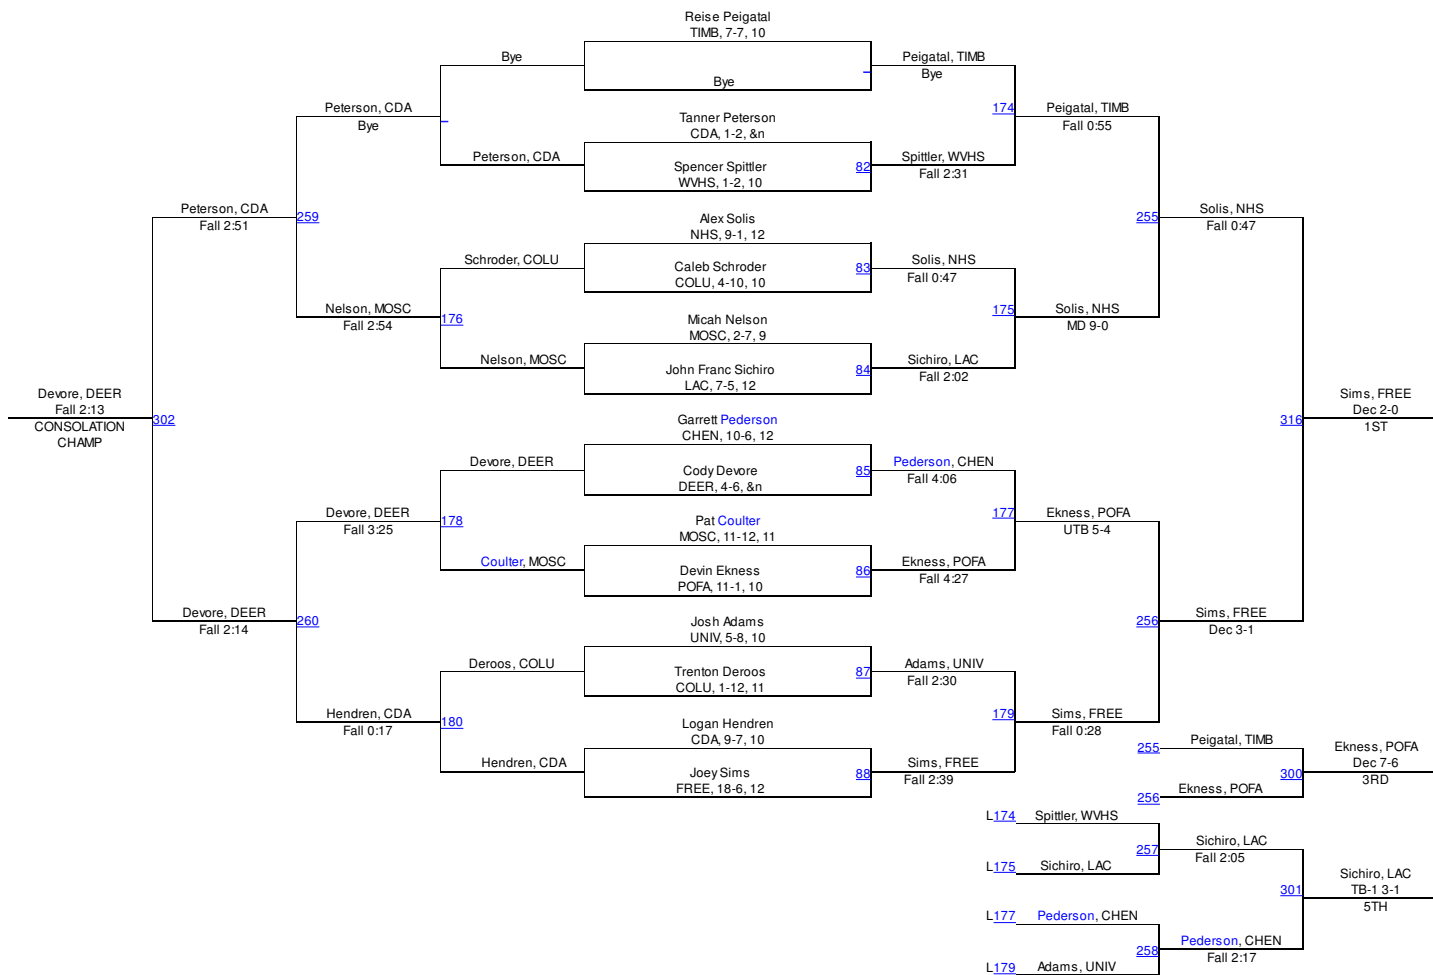 Reise Peigatal
TIMB, 7-7, 10
Bye
Peigatal, TIMB
Bye
Bye
Peterson, CDA
Bye
174
Peigatal, TIMB
Fall 0:55
Tanner Peterson
CDA, 1-2, &n
Peterson, CDA
Spencer Spittler
WVHS, 1-2, 10
82
Spittler, WVHS
Fall 2:31
Peterson, CDA
Fall 2:51
259
Alex Solis
NHS, 9-1, 12
255
Solis, NHS
Fall 0:47
Schroder, COLU
Caleb Schroder
COLU, 4-10, 10
83
Solis, NHS
Fall 0:47
Nelson, MOSC
Fall 2:54
176
Micah Nelson
MOSC, 2-7, 9
175
Solis, NHS
MD 9-0
Nelson, MOSC
John Franc Sichiro
LAC, 7-5, 12
84
Sichiro, LAC
Fall 2:02
Devore, DEER
Fall 2:13
CONSOLATION
CHAMP
302
Garrett Pederson
CHEN, 10-6, 12
316
Sims, FREE
Dec 2-0
1ST
Devore, DEER
Cody Devore
DEER, 4-6, &n
85
Pederson, CHEN
Fall 4:06
Devore, DEER
Fall 3:25
178
Pat Coulter
MOSC, 11-12, 11
177
Ekness, POFA
UTB 5-4
Coulter, MOSC
Devin Ekness
POFA, 11-1, 10
86
Ekness, POFA
Fall 4:27
Devore, DEER
Fall 2:14
260
Josh Adams
UNIV, 5-8, 10
256
Sims, FREE
Dec 3-1
Deroos, COLU
Trenton Deroos
COLU, 1-12, 11
87
Adams, UNIV
Fall 2:30
Hendren, CDA
Fall 0:17
180
Logan Hendren
CDA, 9-7, 10
179
Sims, FREE
Fall 0:28
Hendren, CDA
Joey Sims
FREE, 18-6, 12
88
Sims, FREE
Fall 2:39
255
Peigatal, TIMB
300
Ekness, POFA
Dec 7-6
3RD
256
Ekness, POFA
L174
Spittler, WVHS
257
Sichiro, LAC
Fall 2:05
L175
Sichiro, LAC
301
Sichiro, LAC
TB-1 3-1
5TH
L177
Pederson, CHEN
258
Pederson, CHEN
Fall 2:17
L179
Adams, UNIV